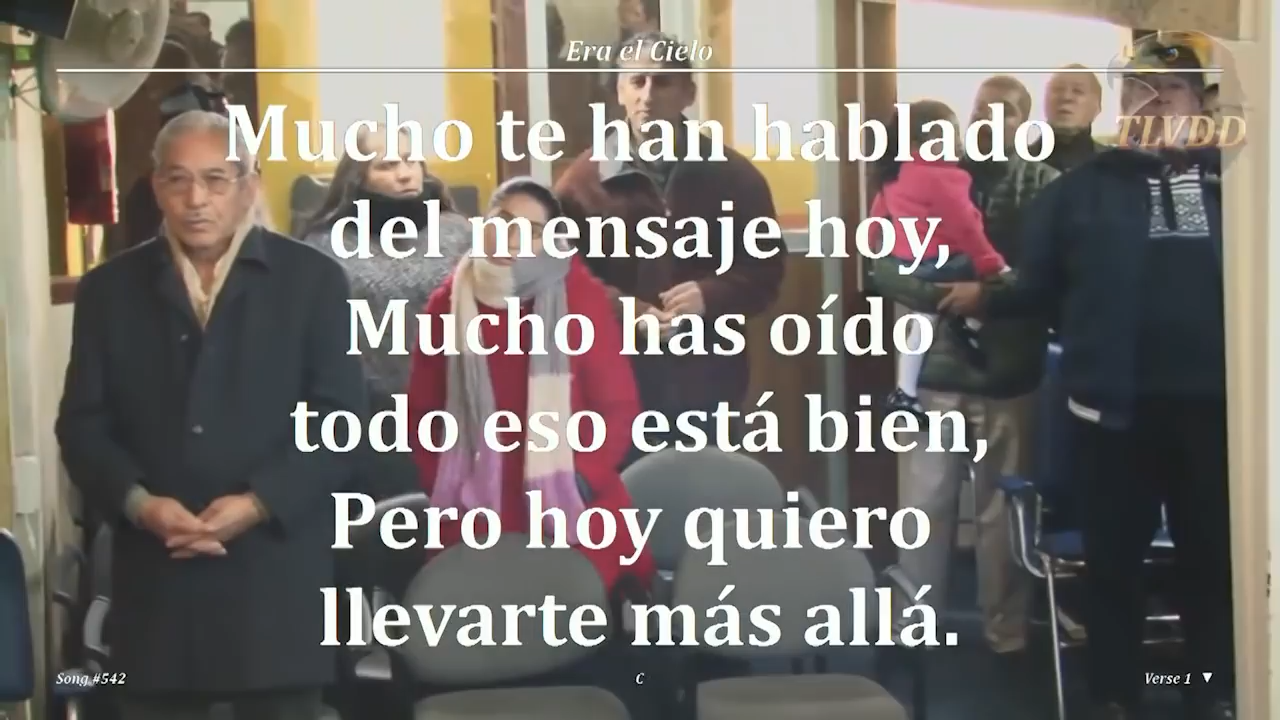 Era el Cielo
TLVDD
Mucho te han hablado
del mensaje hoy,
Mucho has oído
todo eso está bien,
Pero hoy quiero
llevarte más allá.
Song #542
C
Verse 1 ▼